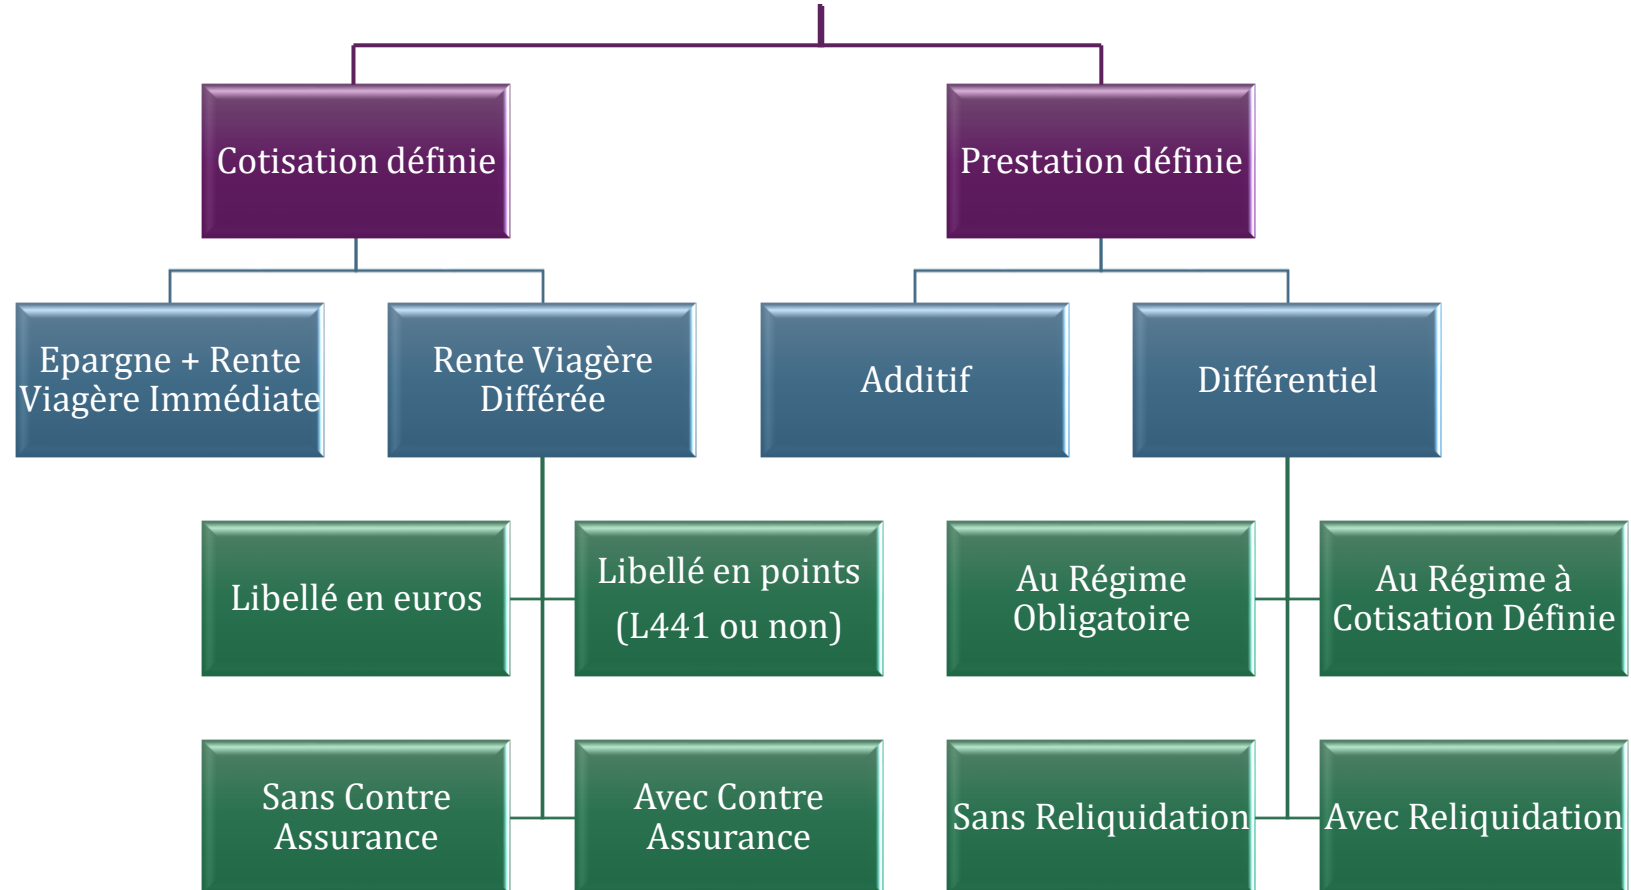 Cotisation définie
Prestation définie
Epargne + Rente
Viagère Immédiate
Rente Viagère
Différée
Additif
Différentiel
Libellé en euros
Libellé en points
(L441 ou non)
Au Régime
Obligatoire
Au Régime à
Cotisation Définie
Sans Contre
Assurance
Avec Contre
Assurance
Sans Reliquidation
Avec Reliquidation